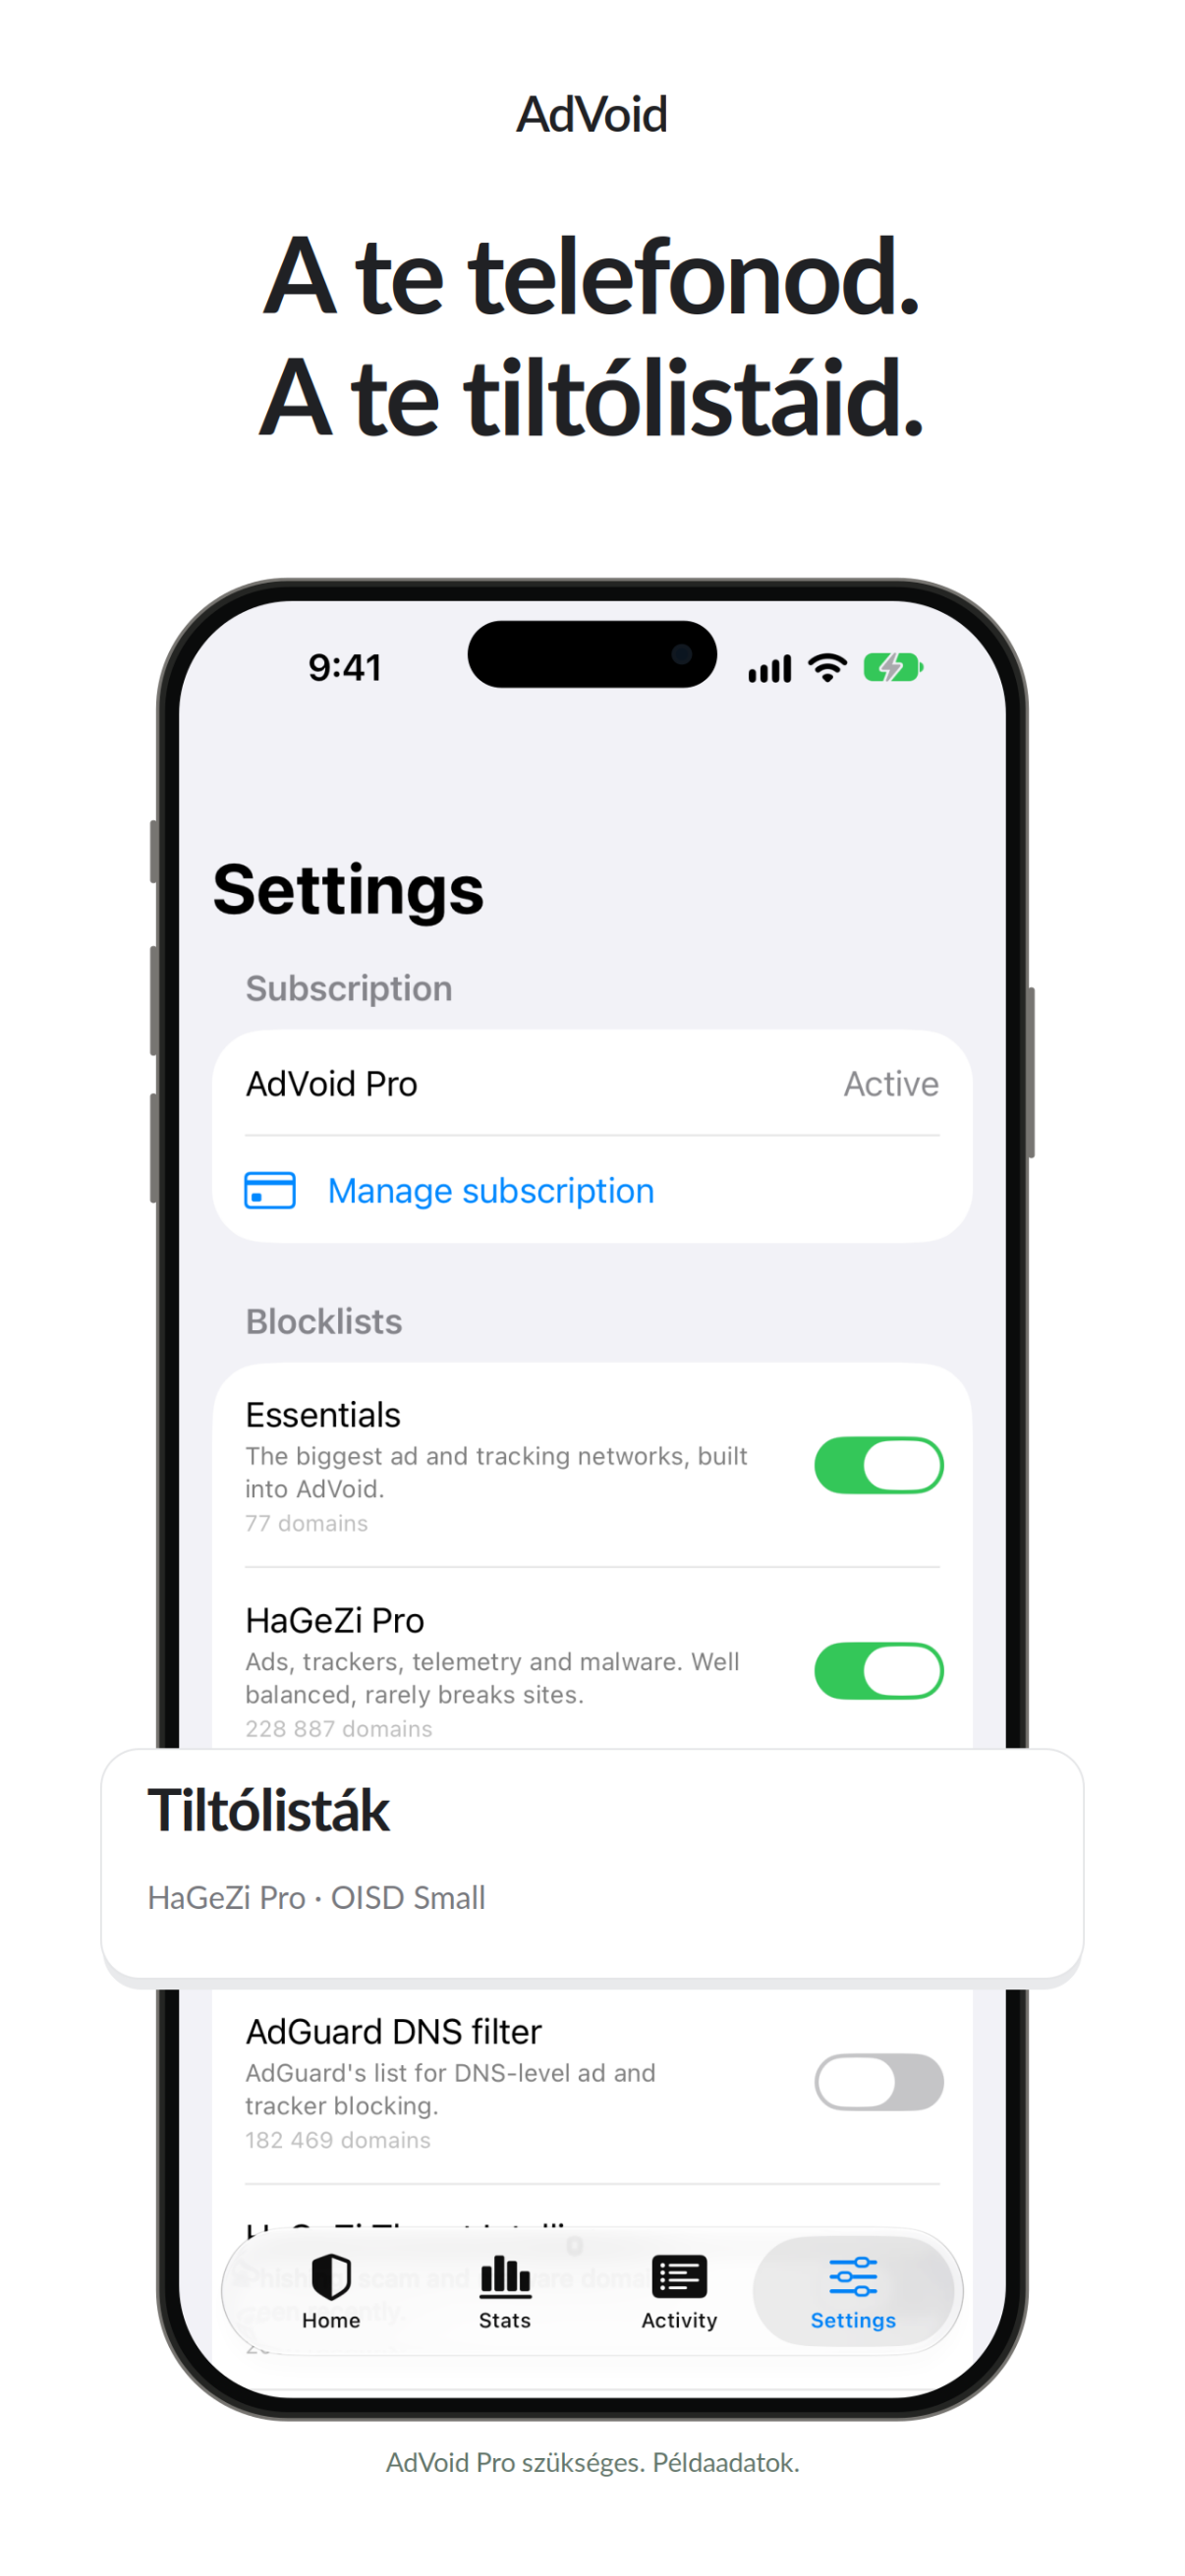 AdVoid
A te telefonod.
A te tiltólistáid.
9:41
Settings
Subscription
AdVoid Pro
Active
Manage subscription
Blocklists
Essentials
The biggest ad and tracking networks, built
into AdVoid.
77 domains
HaGeZi Pro
Ads, trackers, telemetry and malware. Well
balanced, rarely breaks sites.
228 887 domains
Tiltólisták
HaGeZi Pro · OISD Small
AdGuard DNS filter
AdGuard's list for DNS-level ad and
tracker blocking.
182 469 domains
Home
Stats
Activity
Settings
AdVoid Pro szükséges. Példaadatok.